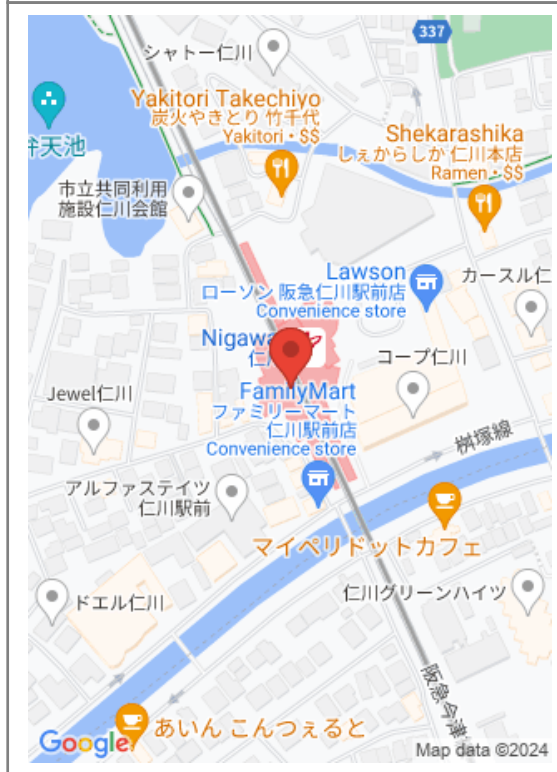 337
シャトー仁川
Yakitori Takechiyo
炭火やきとり 竹千代
Yakitori・$$
弁天池
Shekarashika
しぇからしか 仁川本店
Ramen・$$
市立共同利用
施設仁川会館
Lawson
ローソン 阪急仁川駅前店
Convenience store
カースル仁
Nigawa
仁川
コープ仁川
FamilyMart
ファミリーマート
仁川駅前店
Convenience store
Jewel仁川
桝塚線
アルファステイツ
仁川駅前
マイペリドットカフェ
仁川グリーンハイツ
ドエル仁川
阪急今津
あいん こんつぇると
Google
Map data ©2024